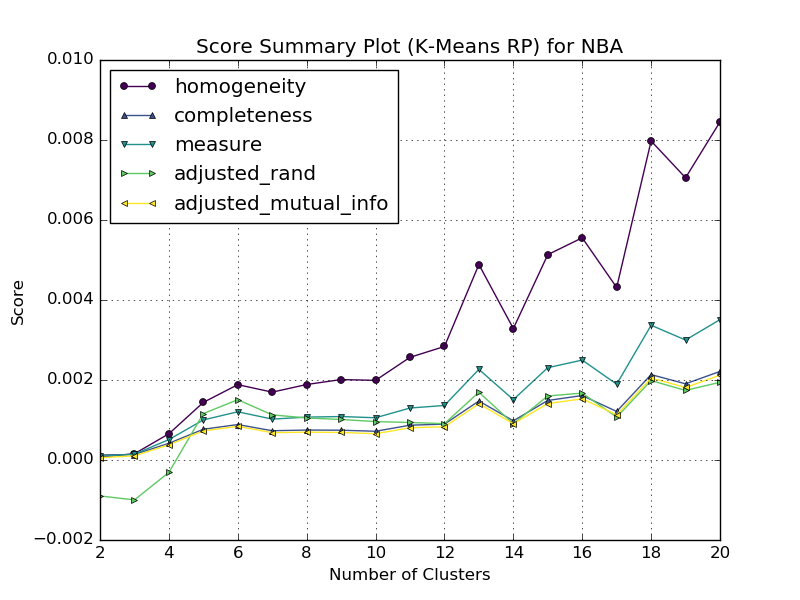 Score Summary Plot (K-Means RP) for NBA
0.010
0.008
0.006
0.004
0.002
0.000
−0.002
Score
homogeneity
completeness
measure
adjusted_rand
adjusted_mutual_info
2 4 6 8 10 12 14 16 18 20
Number of Clusters